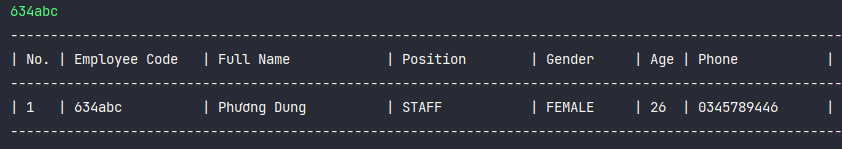 634abc
--------------------------------------------------------------------------------------------------------
| No. | Employee Code   | Full Name            | Position        | Gender     | Age | Phone           |
--------------------------------------------------------------------------------------------------------
| 1   | 634abc          | Phương Dung          | STAFF           | FEMALE     | 26  | 0345789446      |
--------------------------------------------------------------------------------------------------------